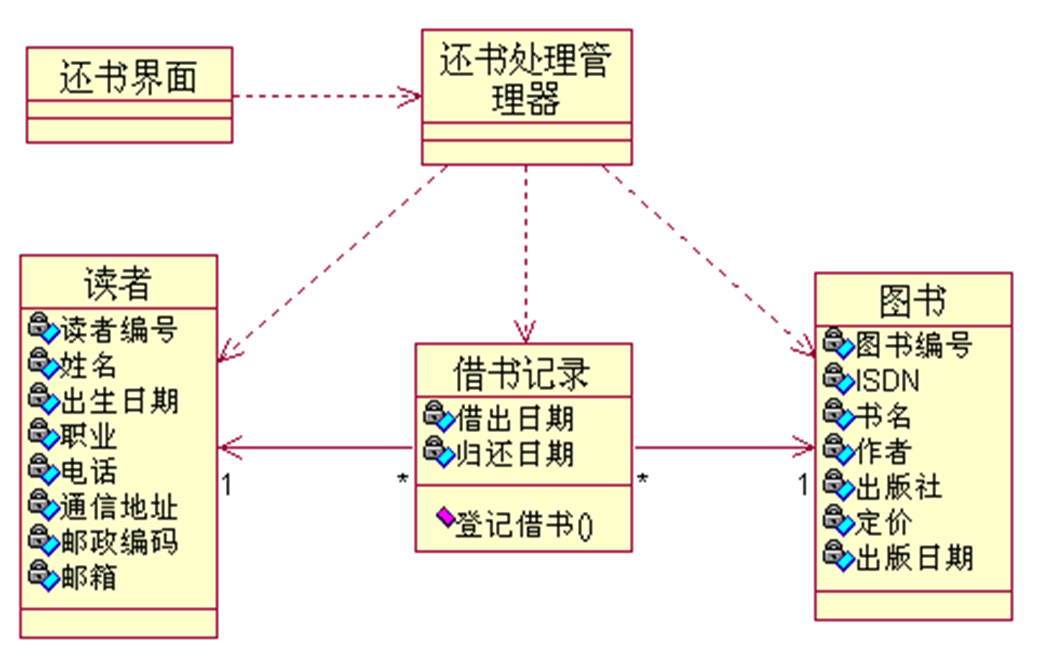 还书界面
还书处理管
理器
读者
读者编号
姓名
出生日期
职业
电话
通信地址
邮政编码
邮箱
1
*
借书记录
借出日期
归还日期
登记借书()
*
1
图书
图书编号
ISDN
书名
作者
出版社
定价
出版日期